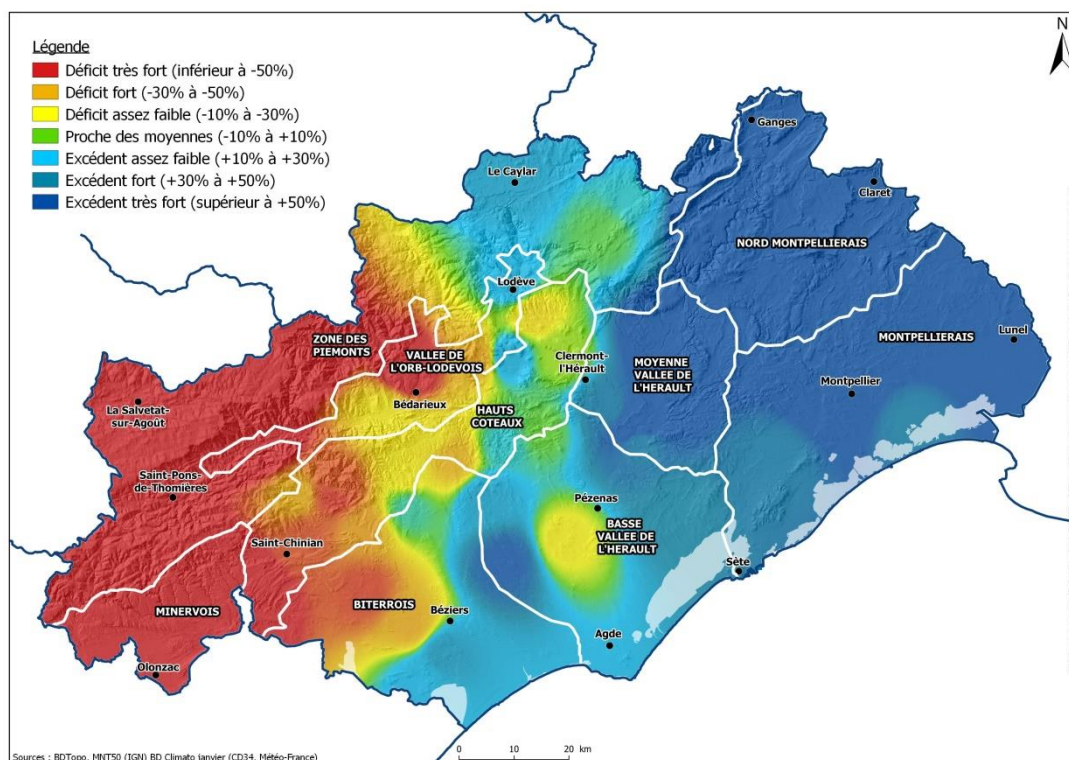 Légende
Déficit très fort (inférieur à -50%)
Déficit fort (-30% à -50%)
Déficit assez faible (-10% à -30%)
Proche des moyennes (-10% à +10%)
Excédent assez faible (+10% à +30%)
Excédent fort (+30% à +50%)
Excédent très fort (supérieur à +50%)
N
Ganges
Le Caylar
Claret
NORD MONTPELLIERAIS
Lodève
ZONE DES
PIEMONTS
VALLEE DE
L'ORB-LODEVOIS
Clermont-
l'Hérault
MOYENNE
VALLEE DE
L'HERAULT
MONTPELLIERAIS
Lunel
Montpellier
La Salvetat-
sur-Agoût
Bédarieux
HAUTS
COTEAUX
Saint-Pons-
de-Thomières
Pézenas
BASSE
VALLEE DE
L'HERAULT
Saint-Chinian
Sète
MINERVOIS
BITERROIS
Béziers
Agde
Olonzac
0 10 20 km
Sources : BDTopo, MNT50 (IGN) BD Climato janvier (CD34, Météo-France)